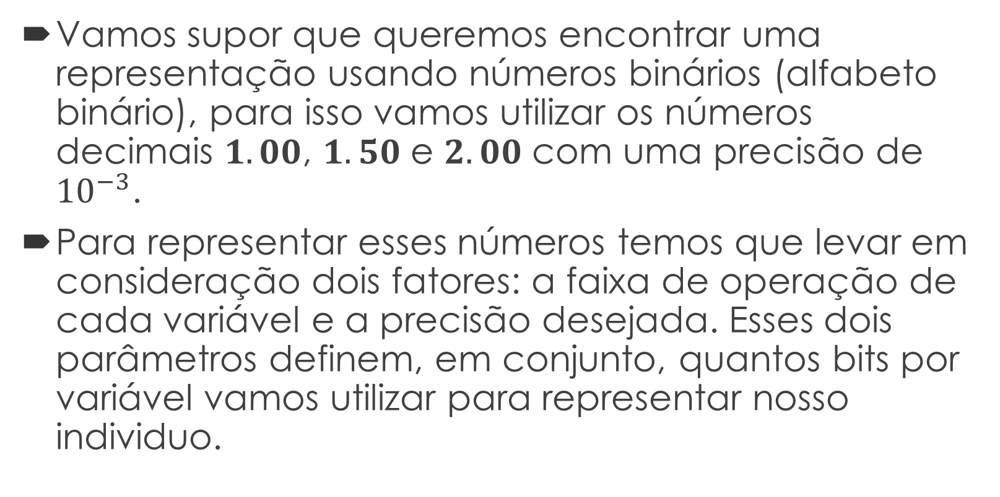 Vamos supor que queremos encontrar uma
representação usando números binários (alfabeto
binário), para isso vamos utilizar os números
decimais 1.00, 1.50 e 2.00 com uma precisão de
10⁻³.
Para representar esses números temos que levar em
consideração dois fatores: a faixa de operação de
cada variável e a precisão desejada. Esses dois
parâmetros definem, em conjunto, quantos bits por
variável vamos utilizar para representar nosso
individuo.